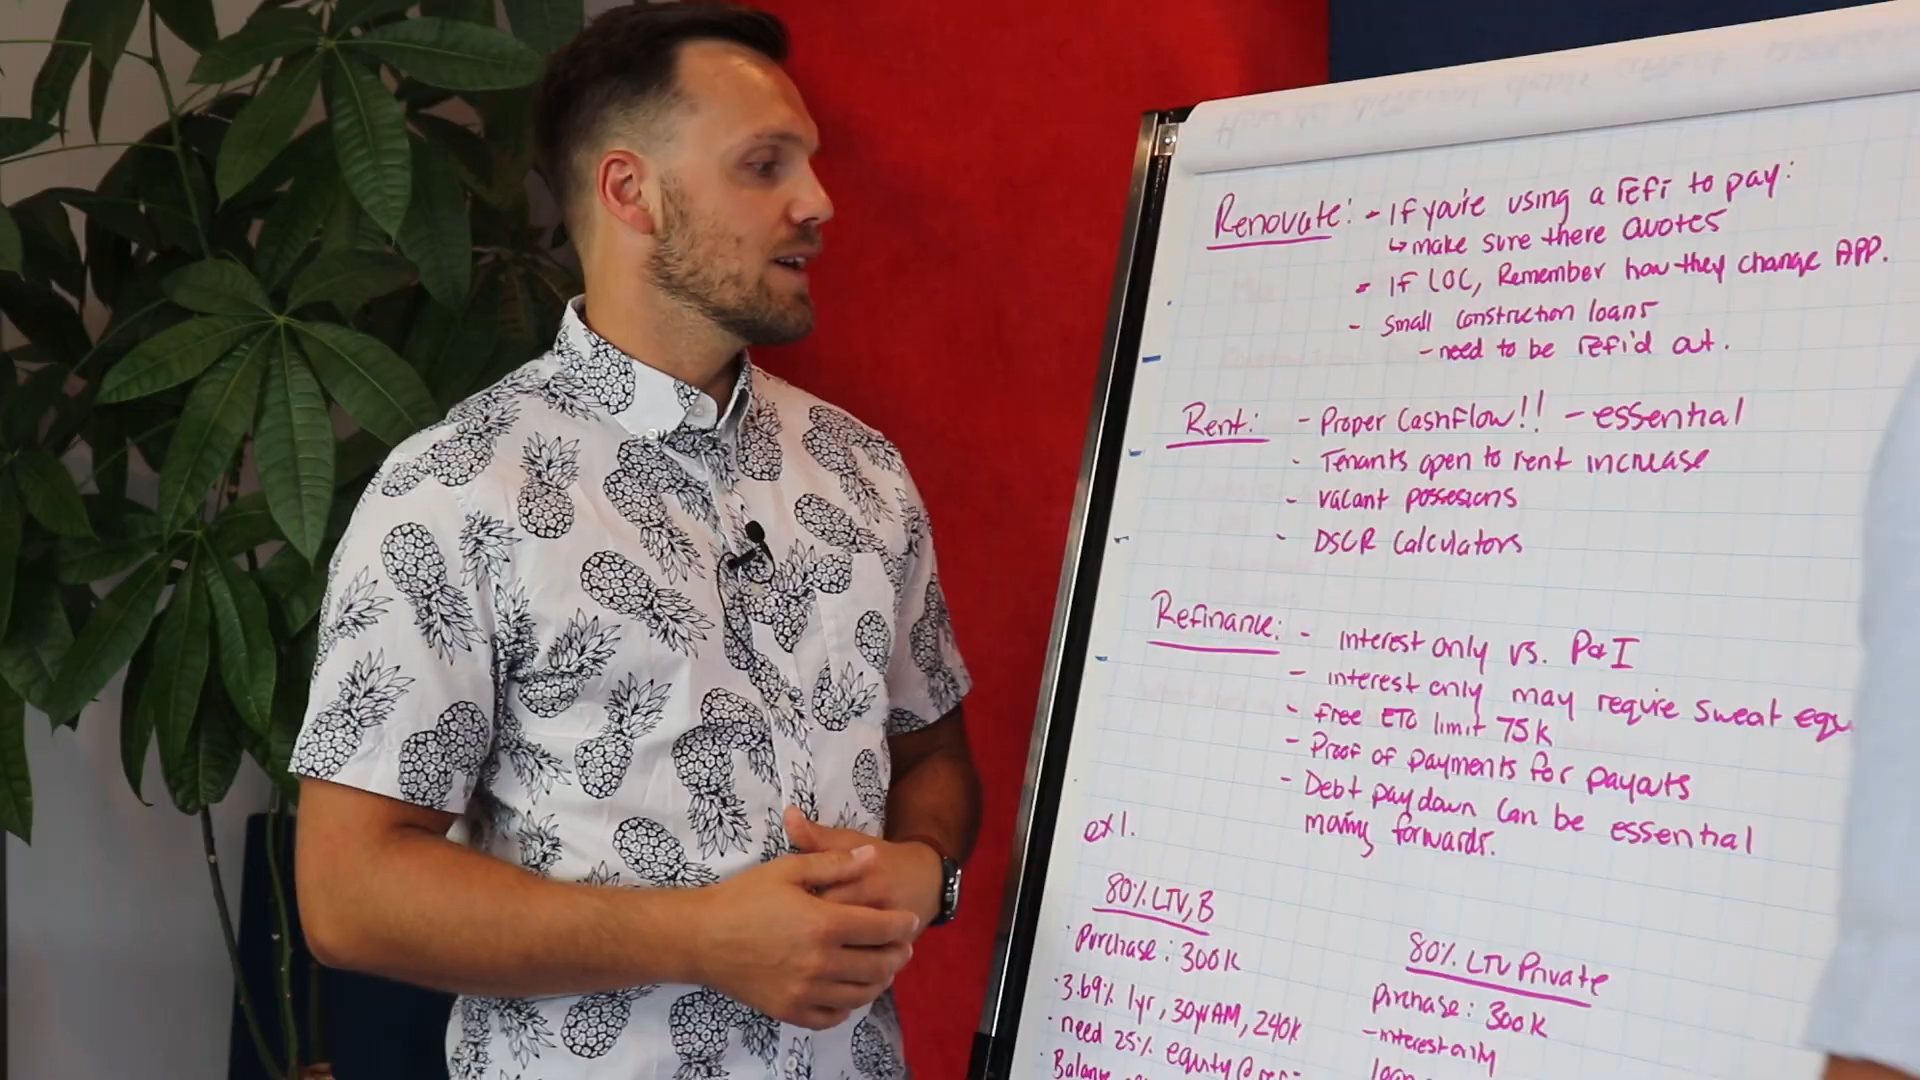 Renovate: - If you're using a refi to pay:
↳ make sure there quotes
- IF LOC, Remember how they change APP.
- Small construction loans
- need to be refi'd out.
Rent: - Proper Cashflow!! - essential
- Tenants open to rent increase
- vacant possesions
- DSCR Calculators
Refinance: - interest only vs. P&I
- interest only may require sweat equ
- free ETO limit 75K
- Proof of payments for payouts
- Debt paydown can be essential
moving forwards.
ex1.
80% LTV, B
· Purchase: 300K
· 3.69% 1yr, 30yr AM, 240K
· need 25% equity @
· Balance
80% LTV Private
purchase: 300K
- interest only
loan